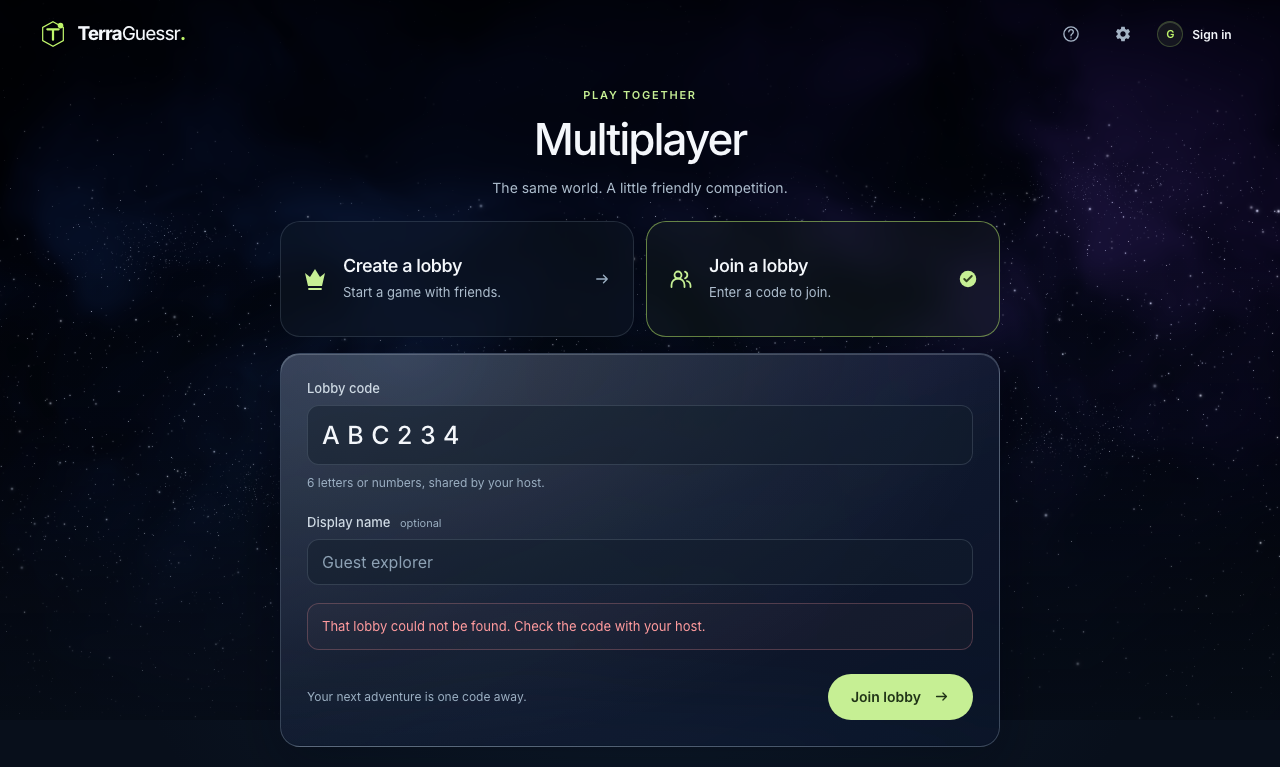 TerraGuessr.
G Sign in
PLAY TOGETHER
Multiplayer
The same world. A little friendly competition.
Create a lobby
Start a game with friends.
Join a lobby
Enter a code to join.
Lobby code
ABC234
6 letters or numbers, shared by your host.
Display name optional
Guest explorer
That lobby could not be found. Check the code with your host.
Your next adventure is one code away.
Join lobby